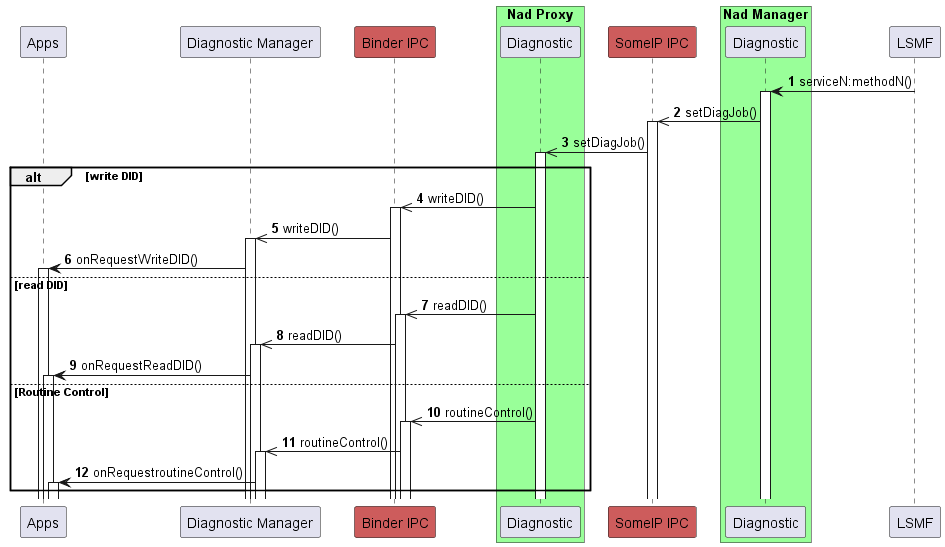 Nad Proxy
Nad Manager
Apps
Diagnostic Manager
Binder IPC
Diagnostic
SomeIP IPC
Diagnostic
LSMF
1 serviceN:methodN()
2 setDiagJob()
3 setDiagJob()
alt [write DID]
4 writeDID()
5 writeDID()
6 onRequestWriteDID()
[read DID]
7 readDID()
8 readDID()
9 onRequestReadDID()
[Routine Control]
10 routineControl()
11 routineControl()
12 onRequestroutineControl()
Apps
Diagnostic Manager
Binder IPC
Diagnostic
SomeIP IPC
Diagnostic
LSMF